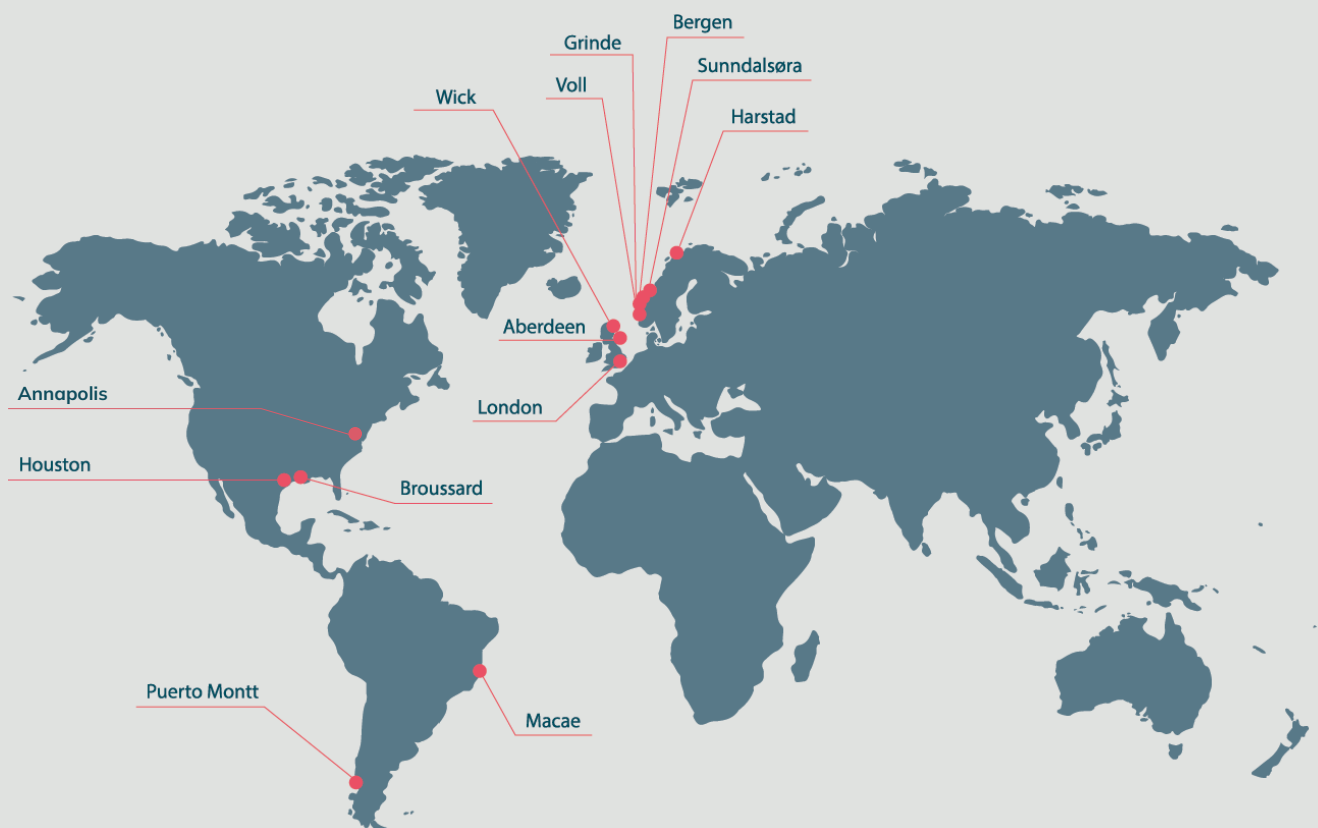 Bergen
Grinde
Sunndalsøra
Voll
Wick
Harstad
Aberdeen
Annapolis
London
Houston
Broussard
Puerto Montt
Macae